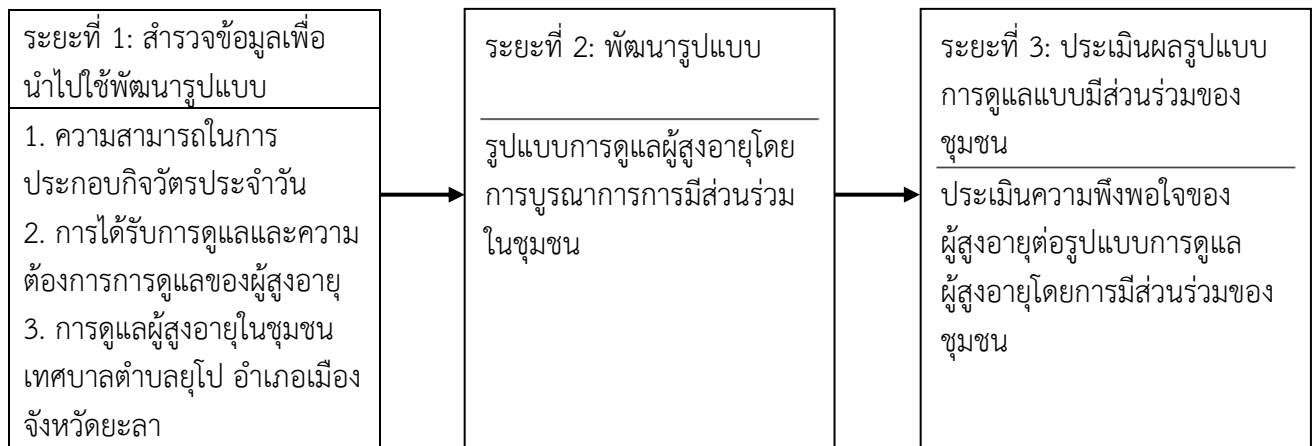 ระยะที่ 1: สำรวจข้อมูลเพื่อ
นำไปใช้พัฒนารูปแบบ
1. ความสามารถในการ
ประกอบกิจวัตรประจำวัน
2. การได้รับการดูแลและความ
ต้องการการดูแลของผู้สูงอายุ
3. การดูแลผู้สูงอายุในชุมชน
เทศบาลตำบลยุโป อำเภอเมือง
จังหวัดยะลา
ระยะที่ 2: พัฒนารูปแบบ
รูปแบบการดูแลผู้สูงอายุโดย
การบูรณาการการมีส่วนร่วม
ในชุมชน
ระยะที่ 3: ประเมินผลรูปแบบ
การดูแลแบบมีส่วนร่วมของ
ชุมชน
ประเมินความพึงพอใจของ
ผู้สูงอายุต่อรูปแบบการดูแล
ผู้สูงอายุโดยการมีส่วนร่วมของ
ชุมชน